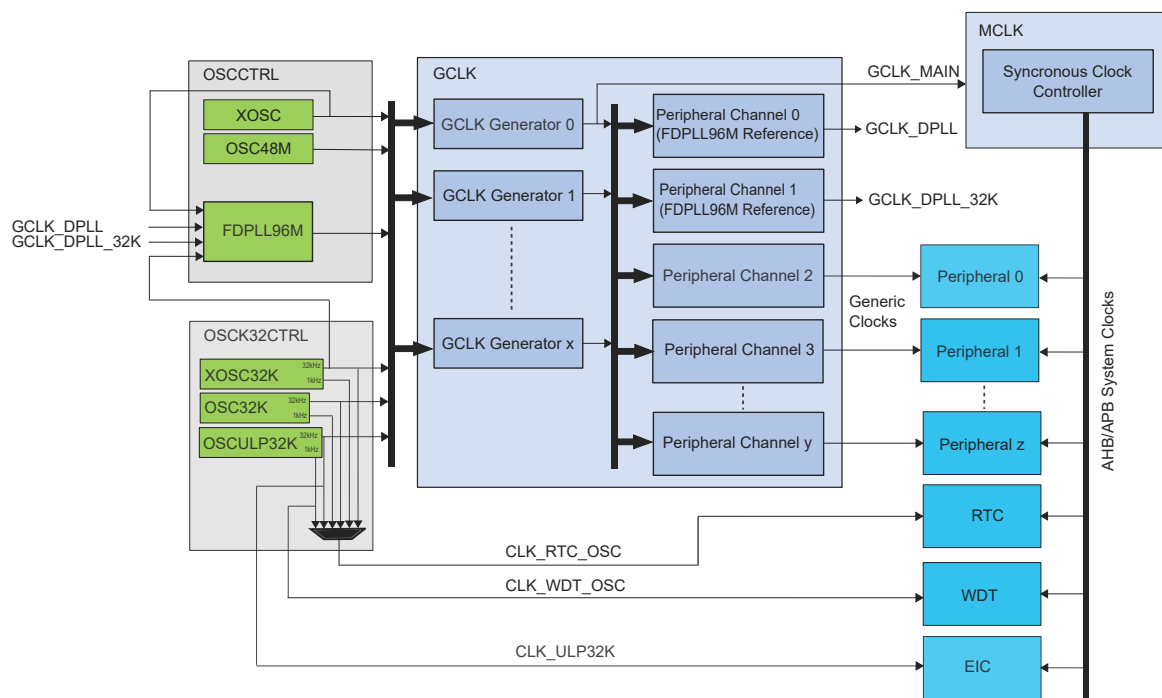 MCLK
Syncronous Clock
Controller
OSCCTRL
XOSC
OSC48M
FDPLL96M
GCLK_DPLL
GCLK_DPLL_32K
OSCK32CTRL
XOSC32K
32kHz
1kHz
OSC32K
32kHz
1kHz
OSCULP32K
32kHz
1kHz
GCLK
GCLK Generator 0
GCLK Generator 1
GCLK Generator x
Peripheral Channel 0
(FDPLL96M Reference)
Peripheral Channel 1
(FDPLL96M Reference)
Peripheral Channel 2
Peripheral Channel 3
Peripheral Channel y
GCLK_MAIN
GCLK_DPLL
GCLK_DPLL_32K
Generic
Clocks
Peripheral 0
Peripheral 1
Peripheral z
RTC
WDT
EIC
AHB/APB System Clocks
CLK_RTC_OSC
CLK_WDT_OSC
CLK_ULP32K